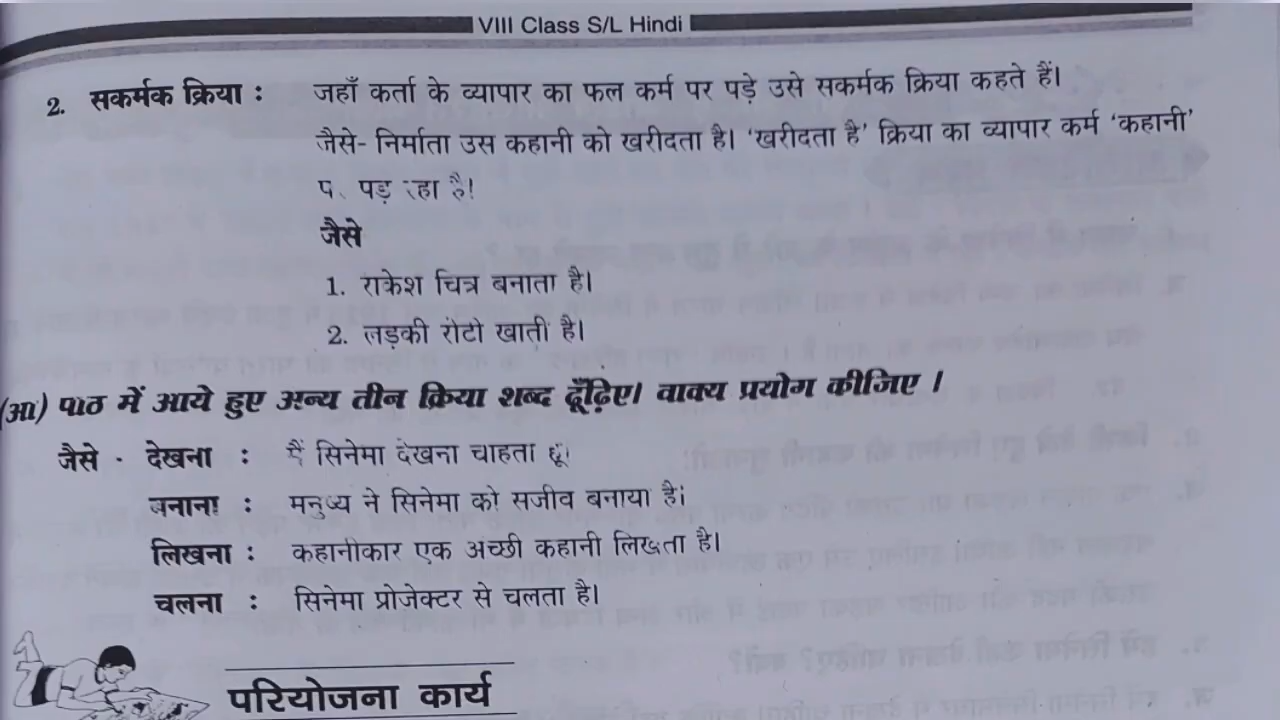 VIII Class S/L Hindi
2. सकर्मक क्रिया : जहाँ कर्ता के व्यापार का फल कर्म पर पड़े उसे सकर्मक क्रिया कहते हैं।
जैसे- निर्माता उस कहानी को खरीदता है। 'खरीदता है' क्रिया का व्यापार कर्म 'कहानी'
पर पड़ रहा है।
जैसे
1. राकेश चित्र बनाता है।
2. लड़की रोटी खाती है।
(आ) पाठ में आये हुए अन्य तीन क्रिया शब्द ढूँढ़िए। वाक्य प्रयोग कीजिए ।
जैसे - देखना : मैं सिनेमा देखना चाहता हूँ।
बनाना : मनुष्य ने सिनेमा को सजीव बनाया है।
लिखना : कहानीकार एक अच्छी कहानी लिखता है।
चलना : सिनेमा प्रोजेक्टर से चलता है।
परियोजना कार्य